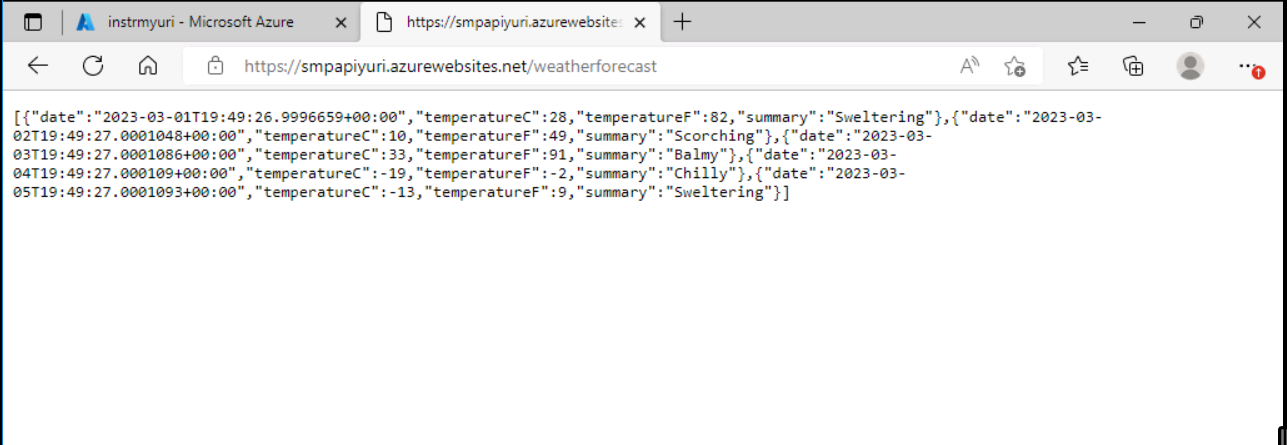 instrmyuri - Microsoft Azure
https://smpapiyuri.azurewebsites
https://smpapiyuri.azurewebsites.net/weatherforecast
[{"date":"2023-03-01T19:49:26.9996659+00:00","temperatureC":28,"temperatureF":82,"summary":"Sweltering"},{"date":"2023-03-
02T19:49:27.0001048+00:00","temperatureC":10,"temperatureF":49,"summary":"Scorching"},{"date":"2023-03-
03T19:49:27.0001086+00:00","temperatureC":33,"temperatureF":91,"summary":"Balmy"},{"date":"2023-03-
04T19:49:27.000109+00:00","temperatureC":-19,"temperatureF":-2,"summary":"Chilly"},{"date":"2023-03-
05T19:49:27.0001093+00:00","temperatureC":-13,"temperatureF":9,"summary":"Sweltering"}]